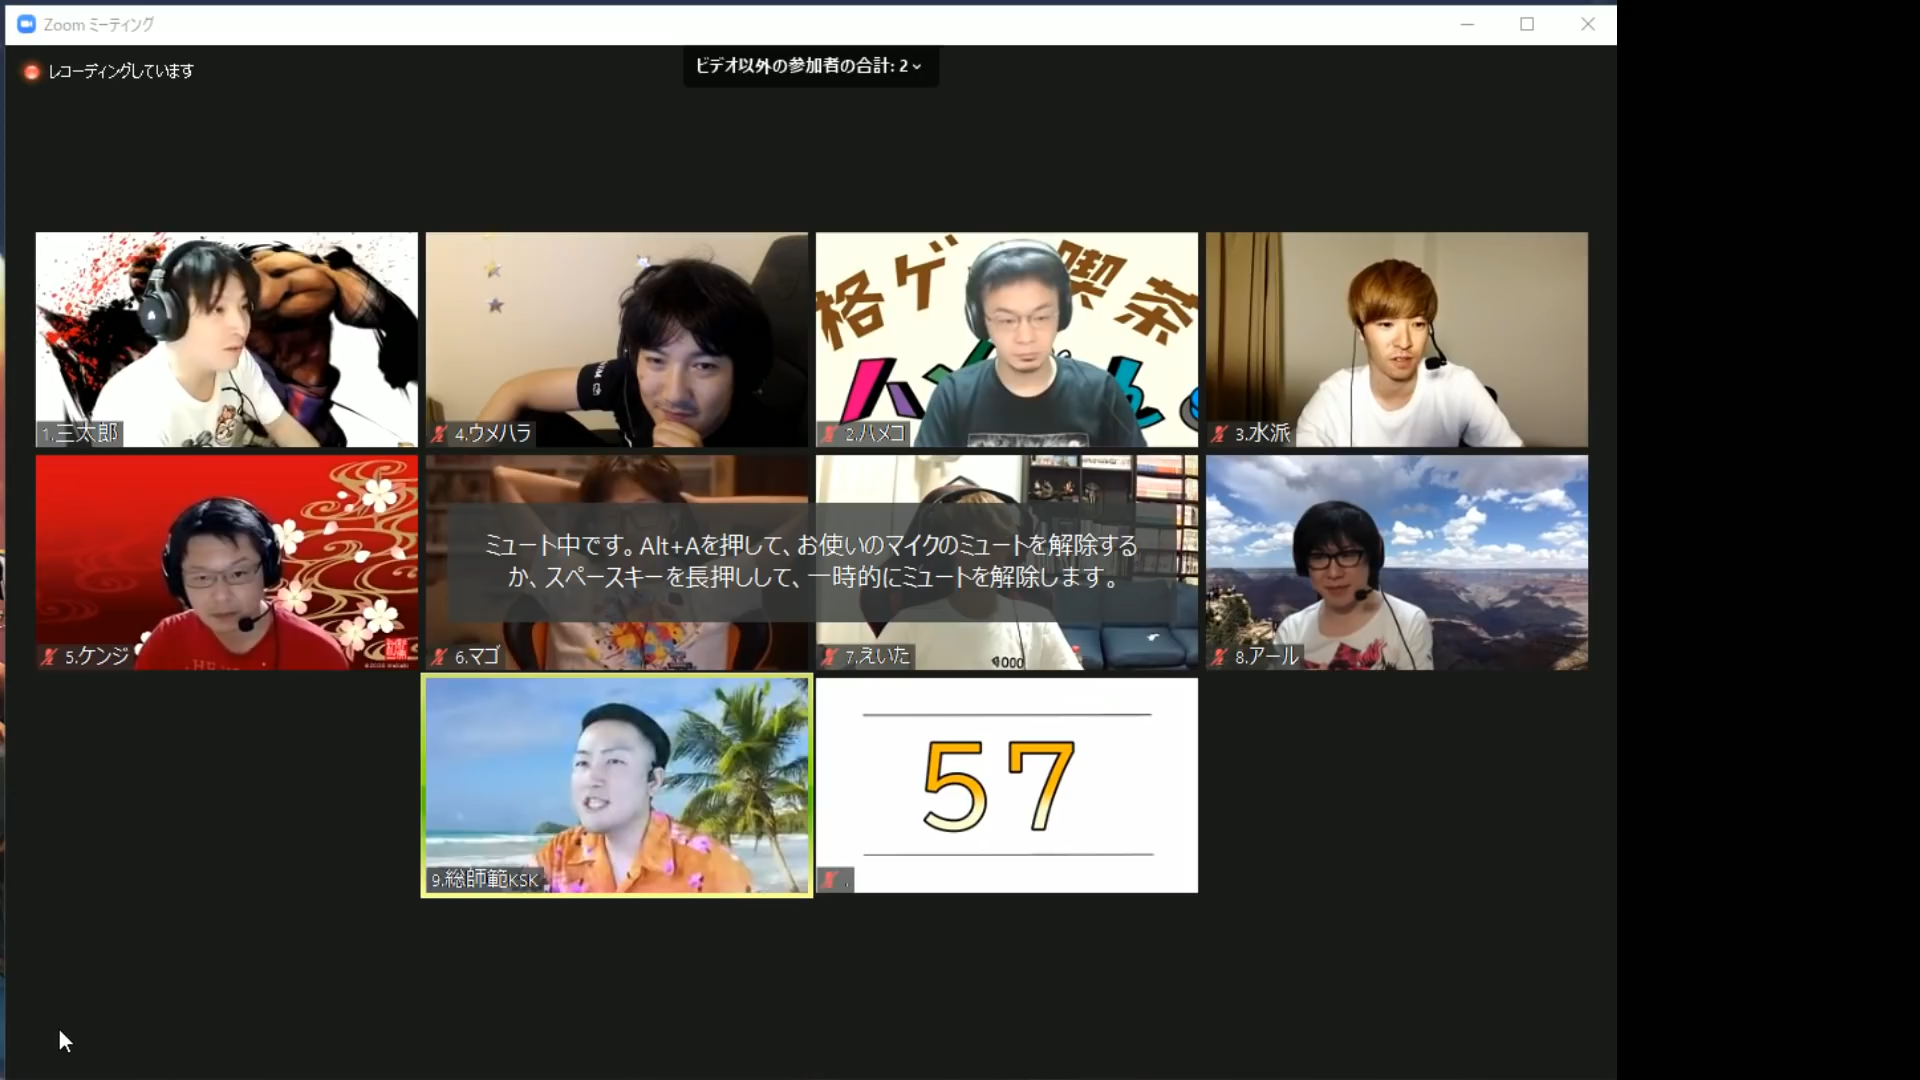 Zoom ミーティング
レコーディングしています
ビデオ以外の参加者の合計: 2
格ゲ 喫茶
1.三太郎
4.ウメハラ
2.ハメコ
3.水派
ミュート中です。Alt+Aを押して、お使いのマイクのミュートを解除する
か、スペースキーを長押しして、一時的にミュートを解除します。
5.ケンジ
6.マゴ
7.えいた
8.アール
57
9.総師範KSK
.